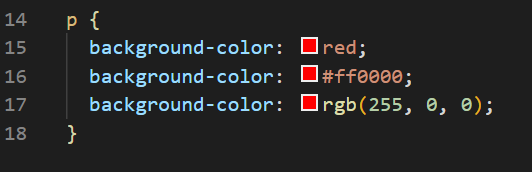 14 p {
15 background-color: red;
16 background-color: #ff0000;
17 background-color: rgb(255, 0, 0);
18 }